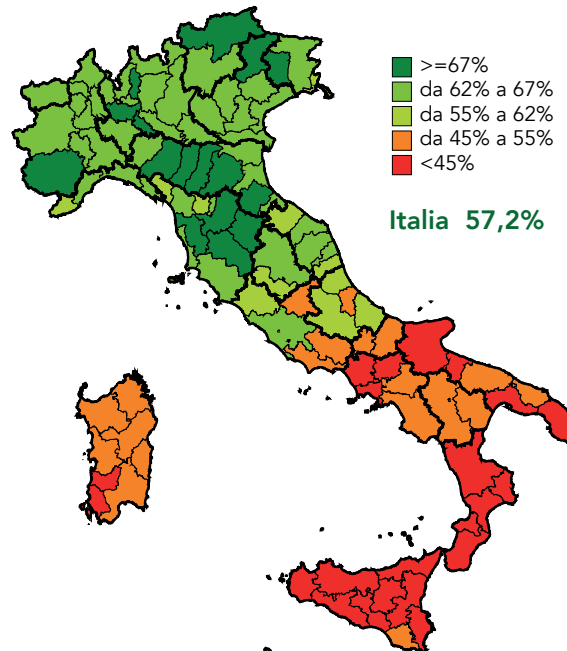 >=67%
da 62% a 67%
da 55% a 62%
da 45% a 55%
<45%
Italia 57,2%